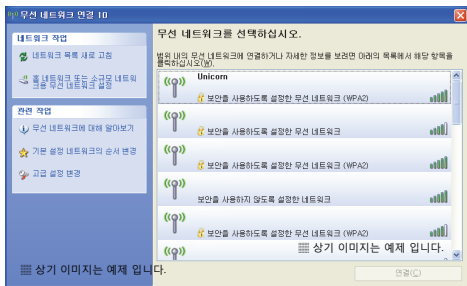 무선 네트워크 연결 10
네트워크 작업
네트워크 목록 새로 고침
홈 네트워크 또는 소규모 네트워
크용 무선 네트워크 설정
관련 작업
무선 네트워크에 대해 알아보기
기본 설정 네트워크의 순서 변경
고급 설정 변경
무선 네트워크를 선택하십시오.
범위 내의 무선 네트워크에 연결하거나 자세한 정보를 보려면 아래의 목록에서 해당 항목을
클릭하십시오(W).
Unicorn
보안을 사용하도록 설정한 무선 네트워크 (WPA2)
보안을 사용하도록 설정한 무선 네트워크
보안을 사용하도록 설정한 무선 네트워크 (WPA2)
보안을 사용하지 않도록 설정한 네트워크
보안을 사용하도록 설정한 무선 네트워크 (WPA2)
상기 이미지는 예제 입니다.
상기 이미지는 예제 입니다.
연결(C)